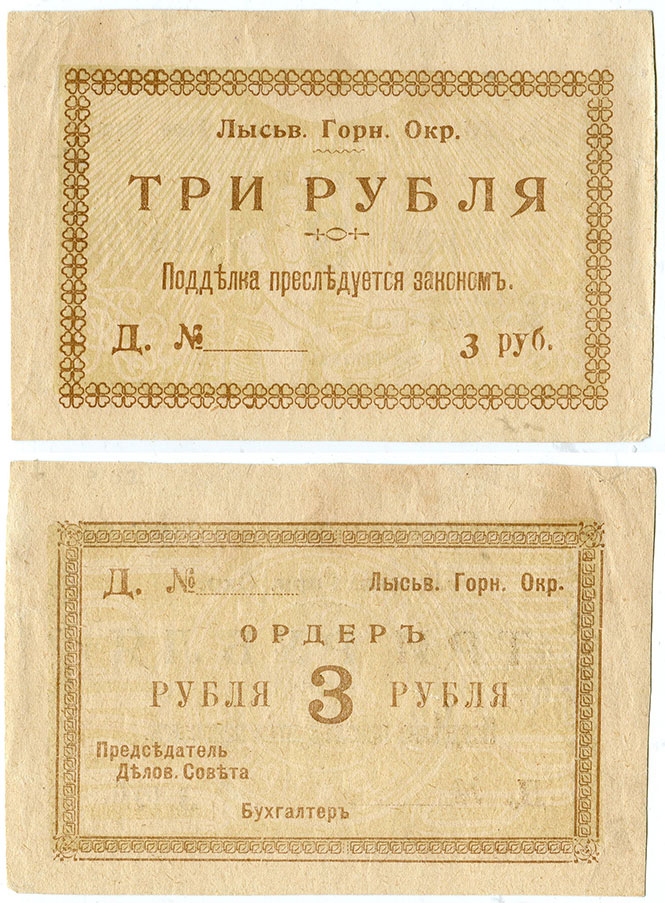 Лысьв. Горн. Окр.
ТРИ РУБЛЯ
Поддѣлка преслѣдуется закономъ.
Д. № 3 руб.
Д. № Лысьв. Горн. Окр.
ОРДЕРЪ
РУБЛЯ 3 РУБЛЯ
Предсѣдатель
Дѣлов. Совѣта
Бухгалтеръ